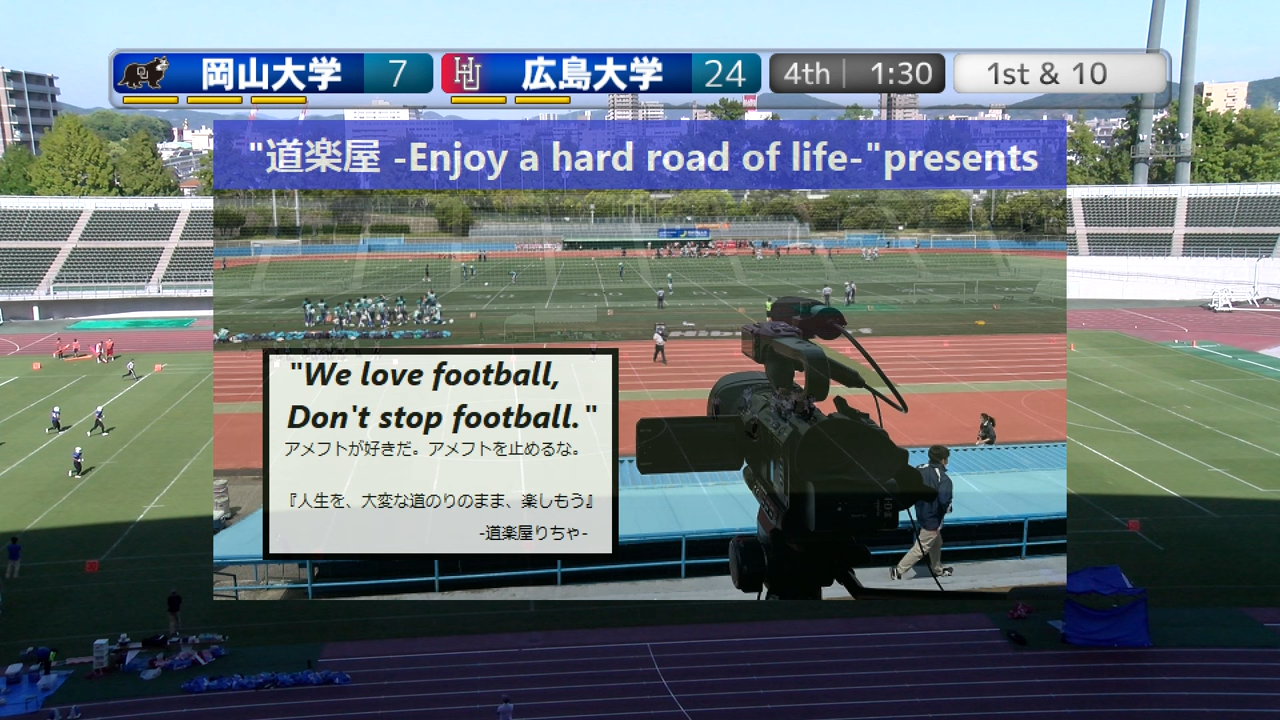 岡山大学 7 HU 広島大学 24 4th 1:30 1st & 10
"道楽屋 -Enjoy a hard road of life-"presents
"We love football,
Don't stop football."
アメフトが好きだ。アメフトを止めるな。
『人生を、大変な道のりのまま、楽しもう』
-道楽屋りちゃ-